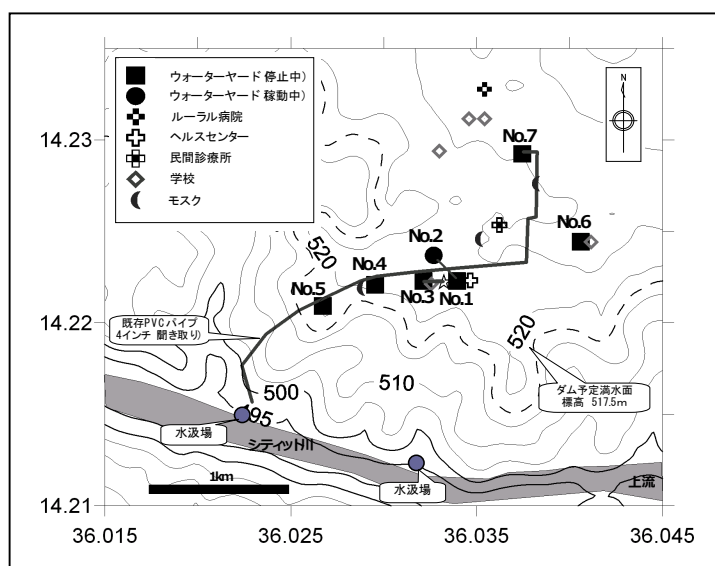 ウォーターヤード 停止中)
ウォーターヤード 稼動中)
ルーラル病院
ヘルスセンター
民間診療所
学校
モスク
N
14.23
14.22
14.21
No.7
No.6
No.2
No.4
No.5
No.3
No.1
520
520
既存PVCパイプ
4インチ 聞き取り)
500
510
495
ダム予定満水面
標高 517.5m
水汲場
シティット川
水汲場
上流
1km
36.015
36.025
36.035
36.045